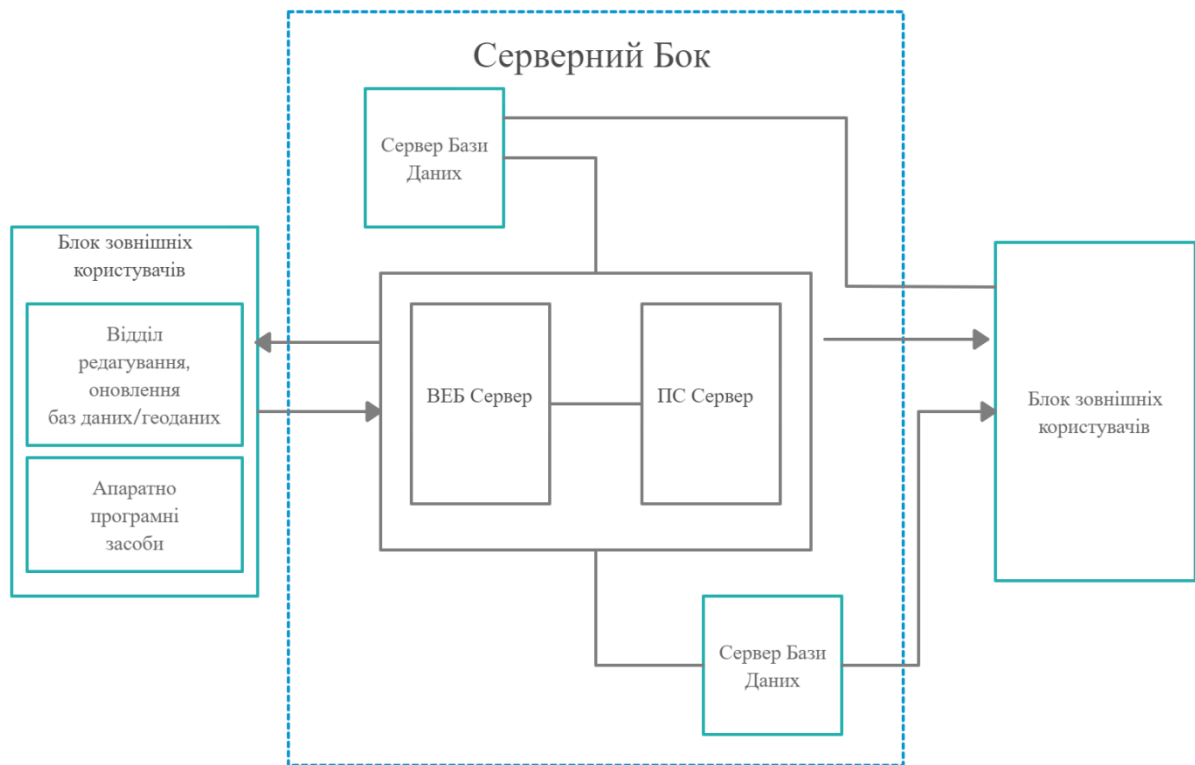 Серверний Бок
Сервер Бази
Даних
Блок зовнішніх
користувачів
Відділ
редагування,
оновлення
баз даних/геоданих
Апаратно
програмні
засоби
ВЕБ Сервер
ПС Сервер
Блок зовнішніх
користувачів
Сервер Бази
Даних